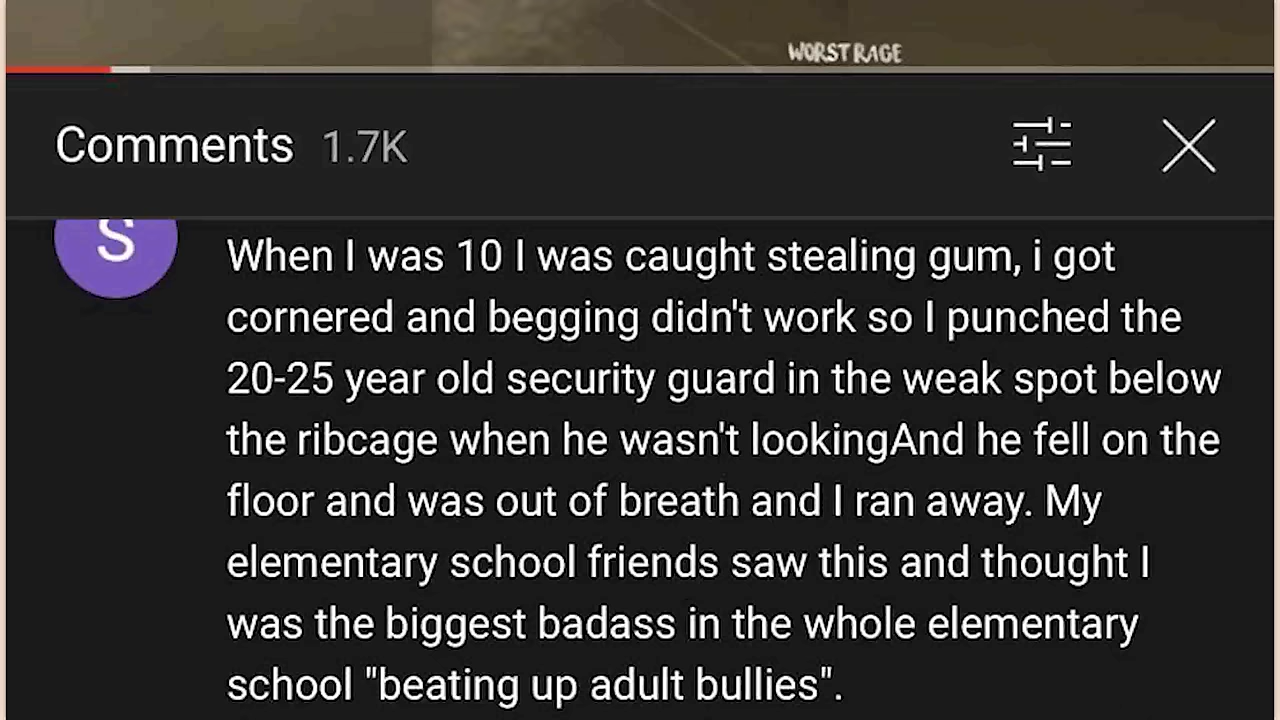 WORST RAGE
Comments 1.7K
S
When I was 10 I was caught stealing gum, i got
cornered and begging didn't work so I punched the
20-25 year old security guard in the weak spot below
the ribcage when he wasn't lookingAnd he fell on the
floor and was out of breath and I ran away. My
elementary school friends saw this and thought I
was the biggest badass in the whole elementary
school "beating up adult bullies".